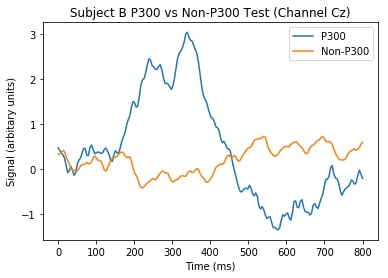 Subject B P300 vs Non-P300 Test (Channel Cz)
P300
Non-P300
Signal (arbitary units)
3
2
1
0
−1
0 100 200 300 400 500 600 700 800
Time (ms)